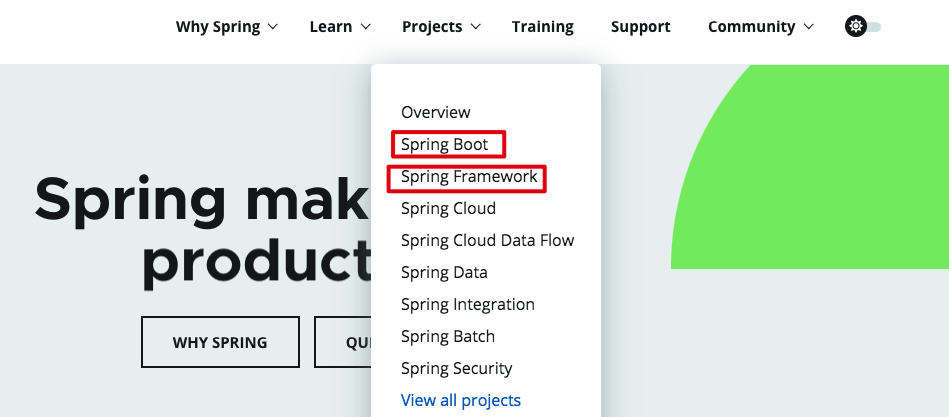 Why Spring Learn Projects Training Support Community
Overview
Spring Boot
Spring Framework
Spring Cloud
Spring Cloud Data Flow
Spring Data
Spring Integration
Spring Batch
Spring Security
View all projects
Spring mak
product
WHY SPRING
QU